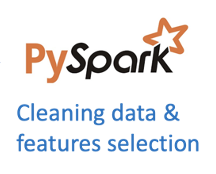 PySpark
Cleaning data &
features selection